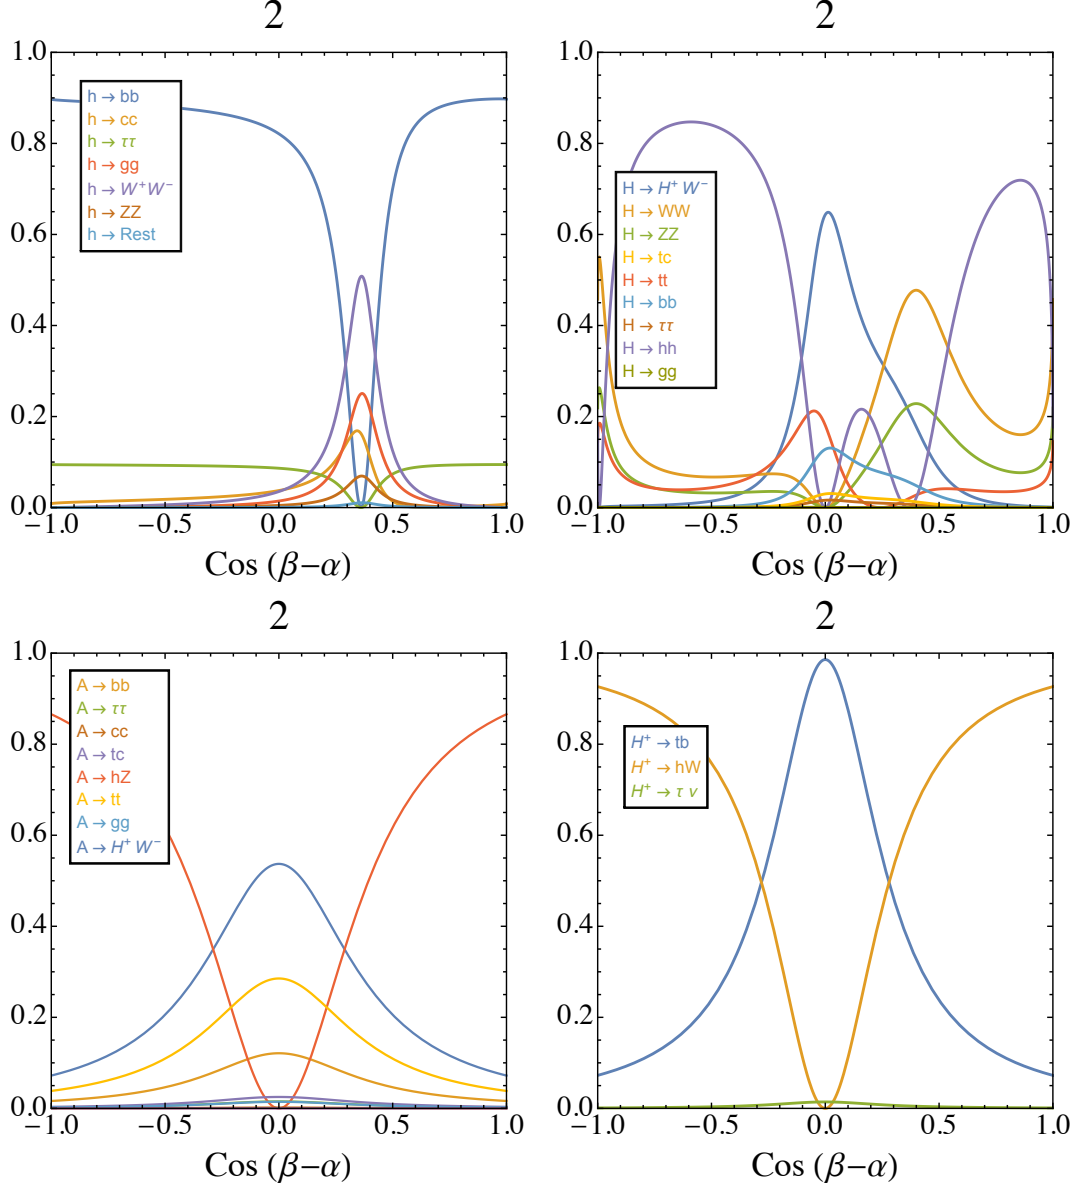 2
1.0
0.8
0.6
0.4
0.2
0.0
h → bb
h → cc
h → ττ
h → gg
h → W⁺W⁻
h → ZZ
h → Rest
−1.0 −0.5 0.0 0.5 1.0
Cos (β−α)
2
1.0
0.8
0.6
0.4
0.2
0.0
H → H⁺ W⁻
H → WW
H → ZZ
H → tc
H → tt
H → bb
H → ττ
H → hh
H → gg
−1.0 −0.5 0.0 0.5 1.0
Cos (β−α)
2
1.0
0.8
0.6
0.4
0.2
0.0
A → bb
A → ττ
A → cc
A → tc
A → hZ
A → tt
A → gg
A → H⁺ W⁻
−1.0 −0.5 0.0 0.5 1.0
Cos (β−α)
2
1.0
0.8
0.6
0.4
0.2
0.0
H⁺ → tb
H⁺ → hW
H⁺ → τ ν
−1.0 −0.5 0.0 0.5 1.0
Cos (β−α)